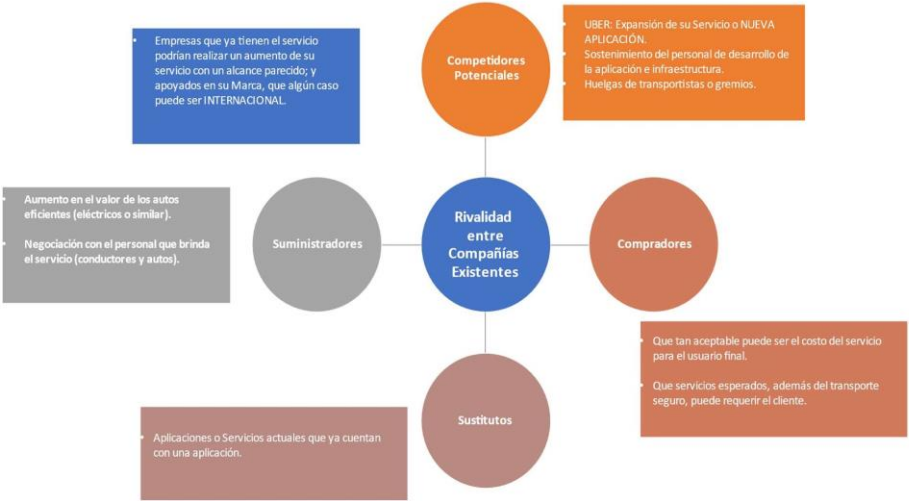 • Empresas que ya tienen el servicio
podrían realizar un aumento de su
servicio con un alcance parecido; y
apoyados en su Marca, que algún caso
puede ser INTERNACIONAL.
Competidores
Potenciales
• UBER: Expansión de su Servicio o NUEVA
APLICACIÓN.
• Sostenimiento del personal de desarrollo de
la aplicación e infraestructura.
• Huelgas de transportistas o gremios.
• Aumento en el valor de los autos
eficientes (eléctricos o similar).
• Negociación con el personal que brinda
el servicio (conductores y autos).
Suministradores
Rivalidad
entre
Compañías
Existentes
Compradores
• Que tan aceptable puede ser el costo del servicio
para el usuario final.
• Que servicios esperados, además del transporte
seguro, puede requerir el cliente.
Sustitutos
• Aplicaciones o Servicios actuales que ya cuentan
con una aplicación.